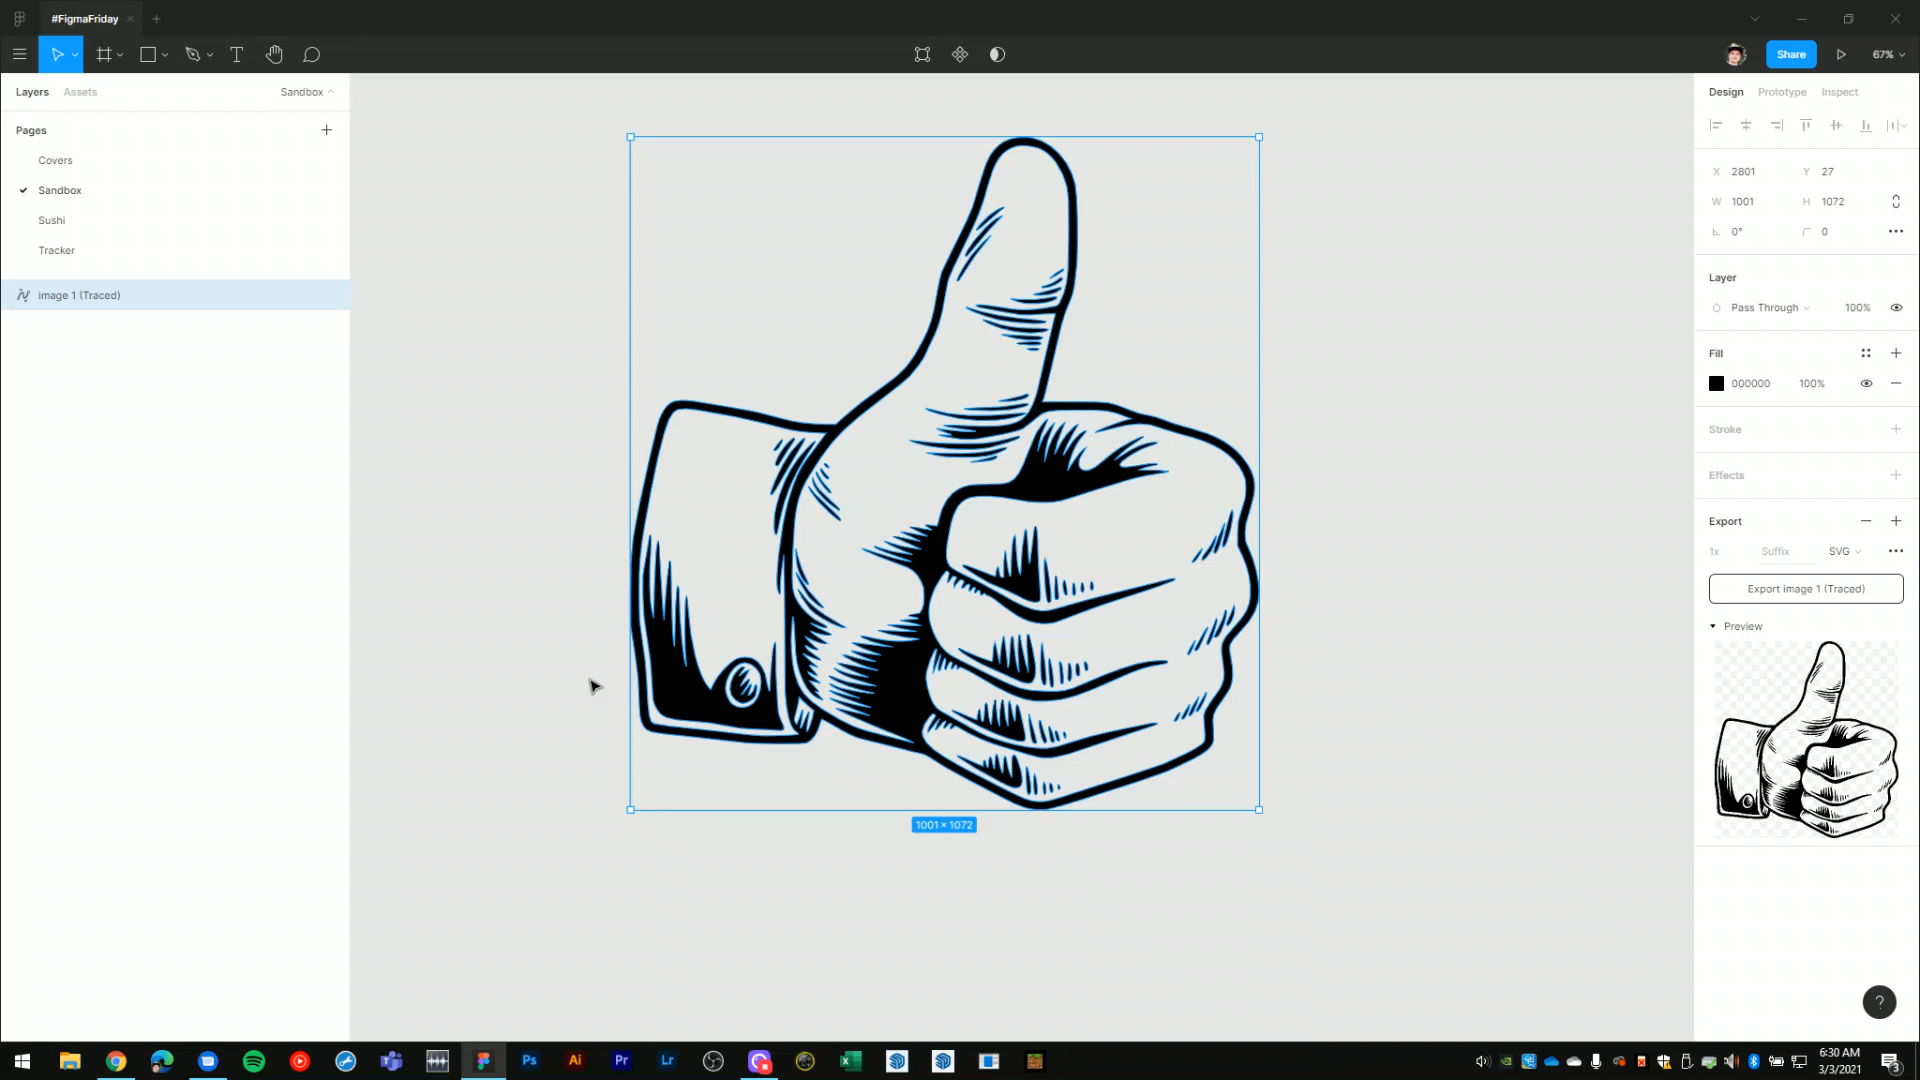 #FigmaFriday
Share
67%
Layers
Assets
Sandbox
Pages
Covers
Sandbox
Sushi
Tracker
image 1 (Traced)
1001 × 1072
Design
Prototype
Inspect
X 2801
Y 27
W 1001
H 1072
0°
0
Layer
Pass Through
100%
Fill
000000
100%
Stroke
Effects
Export
1x
Suffix
SVG
Export image 1 (Traced)
Preview
?
Ps
Ai
Pr
Lr
6:30 AM
3/3/2021
3